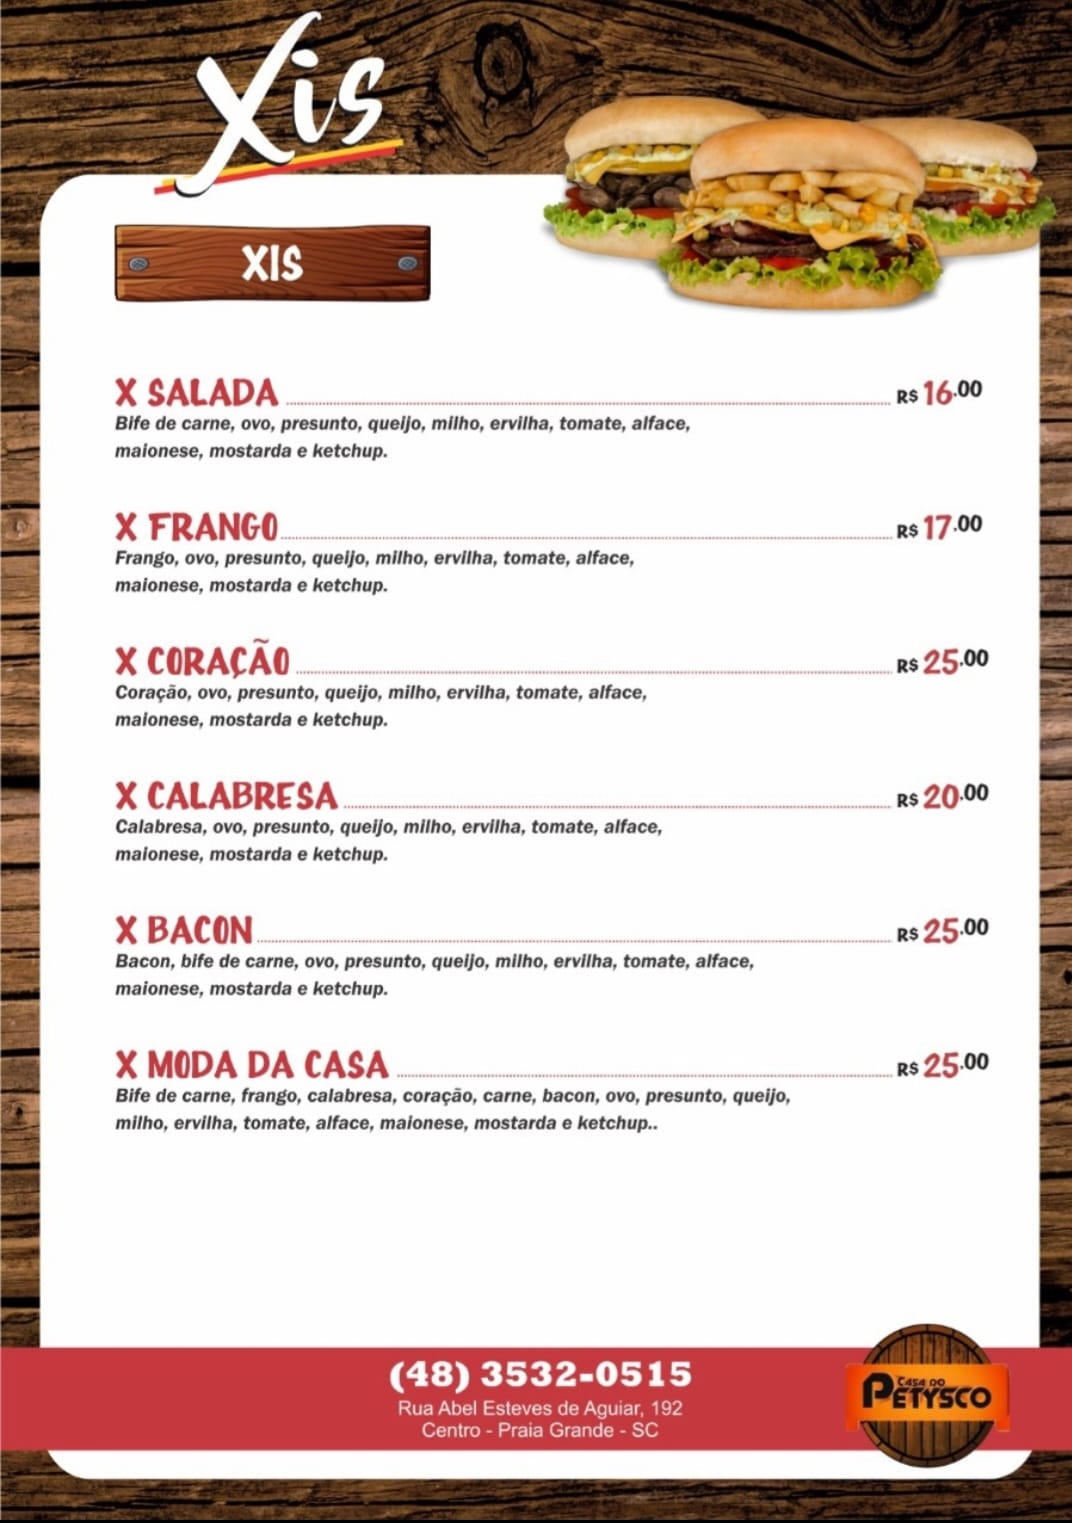 Xis
XIS
X SALADA R$ 16.00
Bife de carne, ovo, presunto, queijo, milho, ervilha, tomate, alface,
maionese, mostarda e ketchup.
X FRANGO R$ 17.00
Frango, ovo, presunto, queijo, milho, ervilha, tomate, alface,
maionese, mostarda e ketchup.
X CORAÇÃO R$ 25.00
Coração, ovo, presunto, queijo, milho, ervilha, tomate, alface,
maionese, mostarda e ketchup.
X CALABRESA R$ 20.00
Calabresa, ovo, presunto, queijo, milho, ervilha, tomate, alface,
maionese, mostarda e ketchup.
X BACON R$ 25.00
Bacon, bife de carne, ovo, presunto, queijo, milho, ervilha, tomate, alface,
maionese, mostarda e ketchup.
X MODA DA CASA R$ 25.00
Bife de carne, frango, calabresa, coração, carne, bacon, ovo, presunto, queijo,
milho, ervilha, tomate, alface, maionese, mostarda e ketchup..
(48) 3532-0515
Rua Abel Esteves de Aguiar, 192
Centro - Praia Grande - SC
CASA DO
PETYSCO